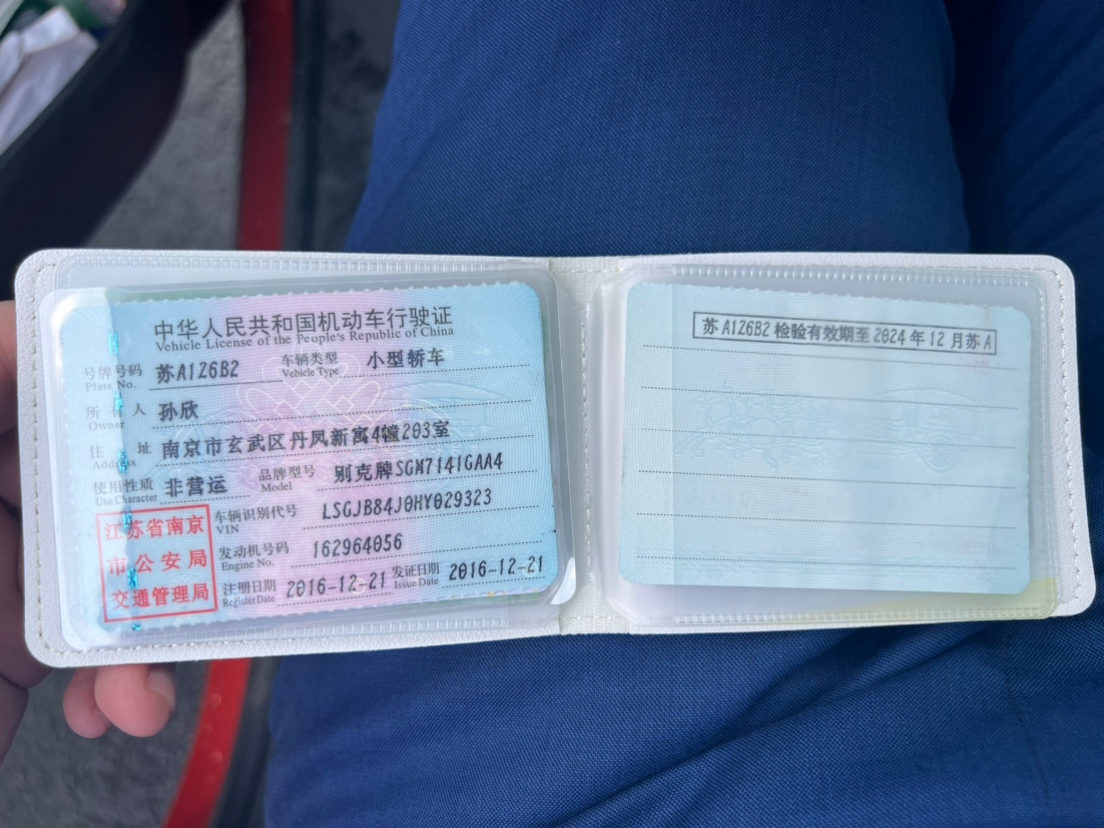 中华人民共和国机动车行驶证
Vehicle License of the People's Republic of China
号牌号码 苏A1Z6B2 车辆类型 小型轿车
Plate No. Vehicle Type
所有人 孙欣
Owner
住址 南京市玄武区丹凤新寓4幢203室
Address
使用性质 非营运 品牌型号 别克牌SGM7141GAA4
Use Character Model
江苏省南京
市公安局
交通管理局
车辆识别代号 LSGJB84J0HY029323
VIN
发动机号码 162964056
Engine No.
注册日期 2016-12-21 发证日期 2016-12-21
Register Date Issue Date
苏A1Z6B2 检验有效期至2024年12月苏A